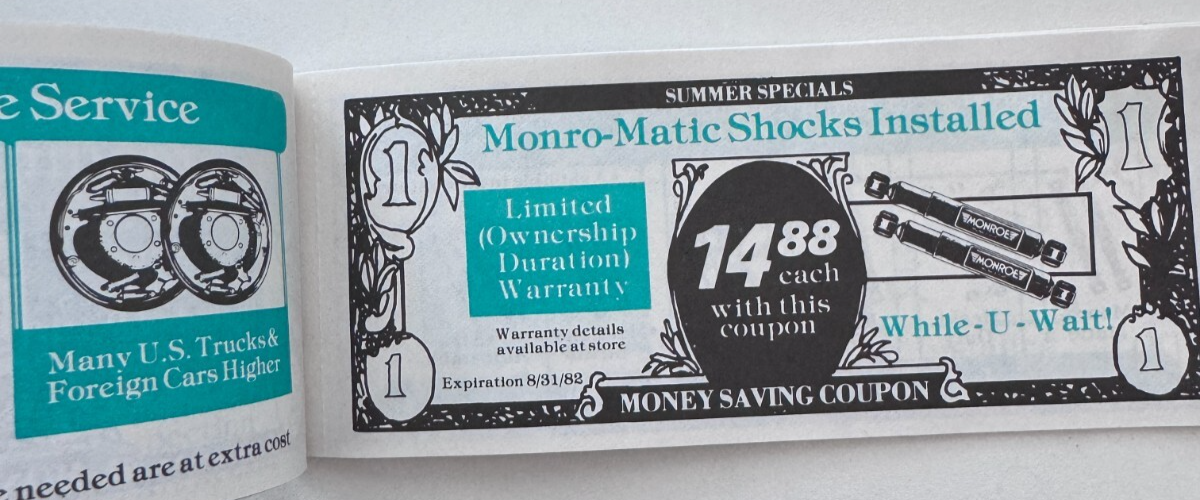 e Service
Many U.S. Trucks &
Foreign Cars Higher
needed are at extra cost
SUMMER SPECIALS
Monro-Matic Shocks Installed
1
1
Limited
(Ownership
Duration)
Warranty
14 88
each
with this
coupon
MONROE
MONROE
Warranty details
available at store
While-U-Wait!
Expiration 8/31/82
1
1
MONEY SAVING COUPON